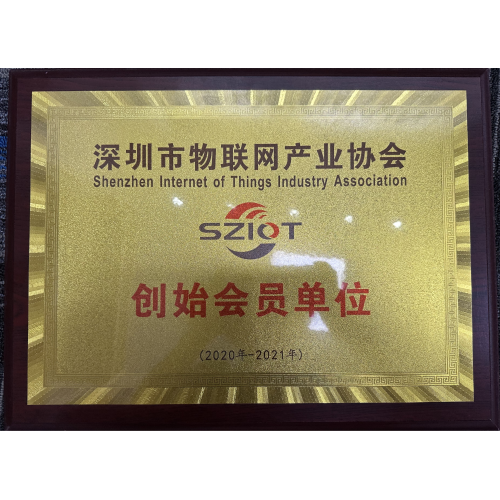 深圳市物联网产业协会
Shenzhen Internet of Things Industry Association
SZIOT
创始会员单位
(2020年-2021年)